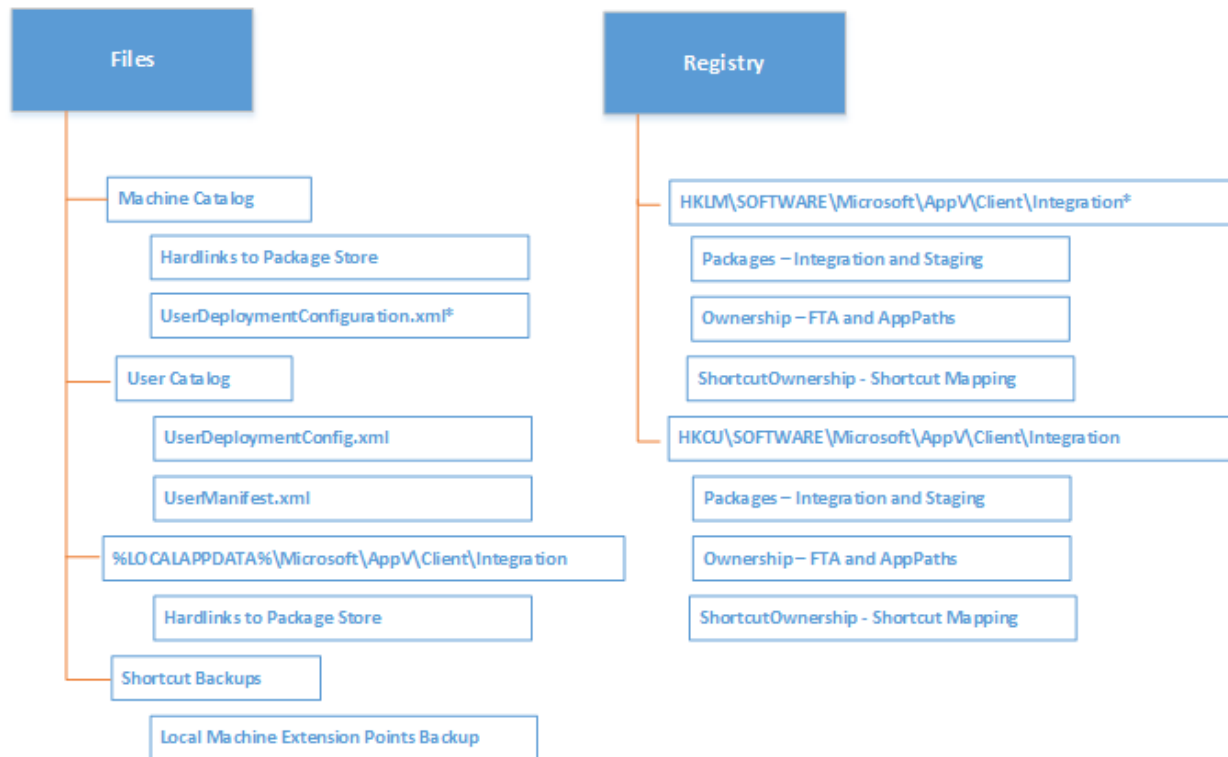 Files
Machine Catalog
Hardlinks to Package Store
UserDeploymentConfiguration.xml*
User Catalog
UserDeploymentConfig.xml
UserManifest.xml
%LOCALAPPDATA%\Microsoft\AppV\Client\Integration
Hardlinks to Package Store
Shortcut Backups
Local Machine Extension Points Backup
Registry
HKLM\SOFTWARE\Microsoft\AppV\Client\Integration*
Packages – Integration and Staging
Ownership – FTA and AppPaths
ShortcutOwnership - Shortcut Mapping
HKCU\SOFTWARE\Microsoft\AppV\Client\Integration
Packages – Integration and Staging
Ownership – FTA and AppPaths
ShortcutOwnership - Shortcut Mapping